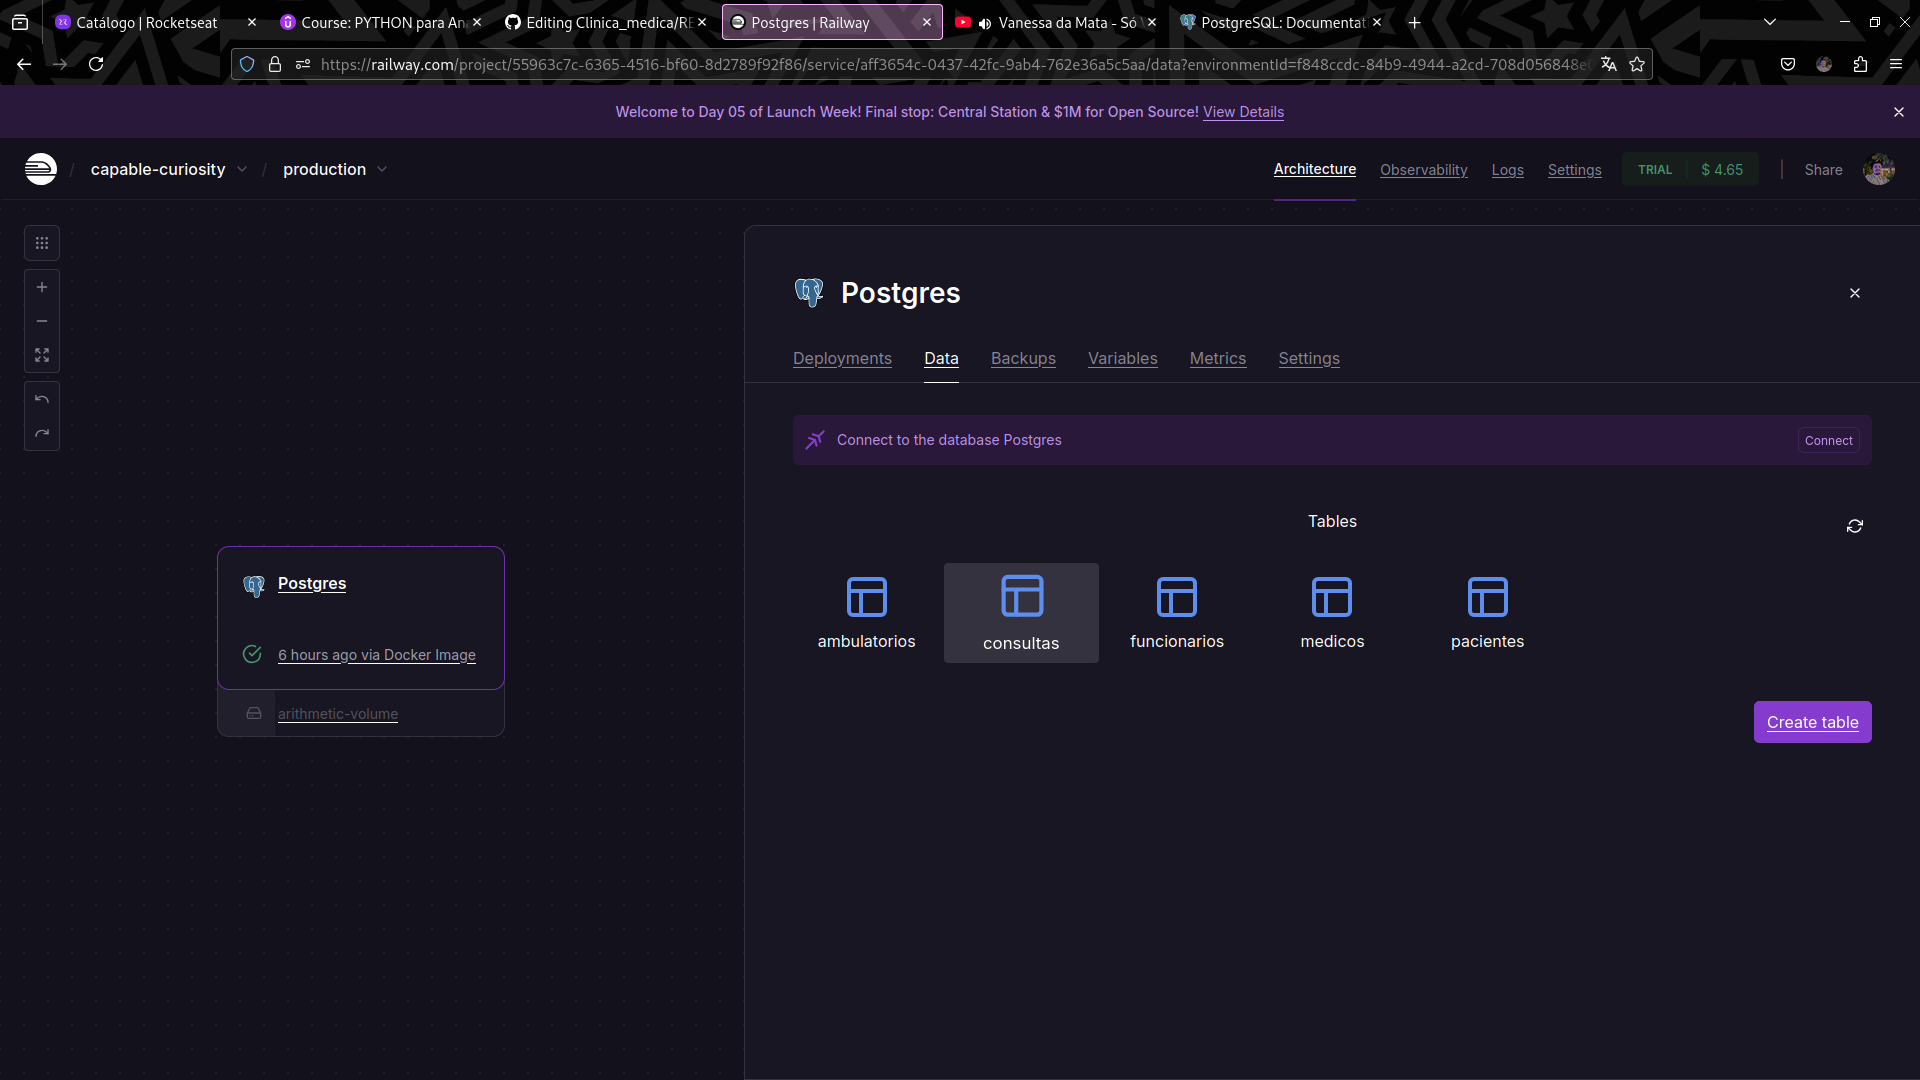 Catálogo | Rocketseat
Course: PYTHON para An
Editing Clinica_medica/RE
Postgres | Railway
Vanessa da Mata - Só V
PostgreSQL: Documentat
https://railway.com/project/55963c7c-6365-4516-bf60-8d2789f92f86/service/aff3654c-0437-42fc-9ab4-762e36a5c5aa/data?environmentId=f848ccdc-84b9-4944-a2cd-708d056848e
Welcome to Day 05 of Launch Week! Final stop: Central Station & $1M for Open Source! View Details
/ capable-curiosity / production
Architecture Observability Logs Settings TRIAL $ 4.65 Share
Postgres
Deployments Data Backups Variables Metrics Settings
Connect to the database Postgres Connect
Tables
ambulatorios consultas funcionarios medicos pacientes
Create table
Postgres
6 hours ago via Docker Image
arithmetic-volume